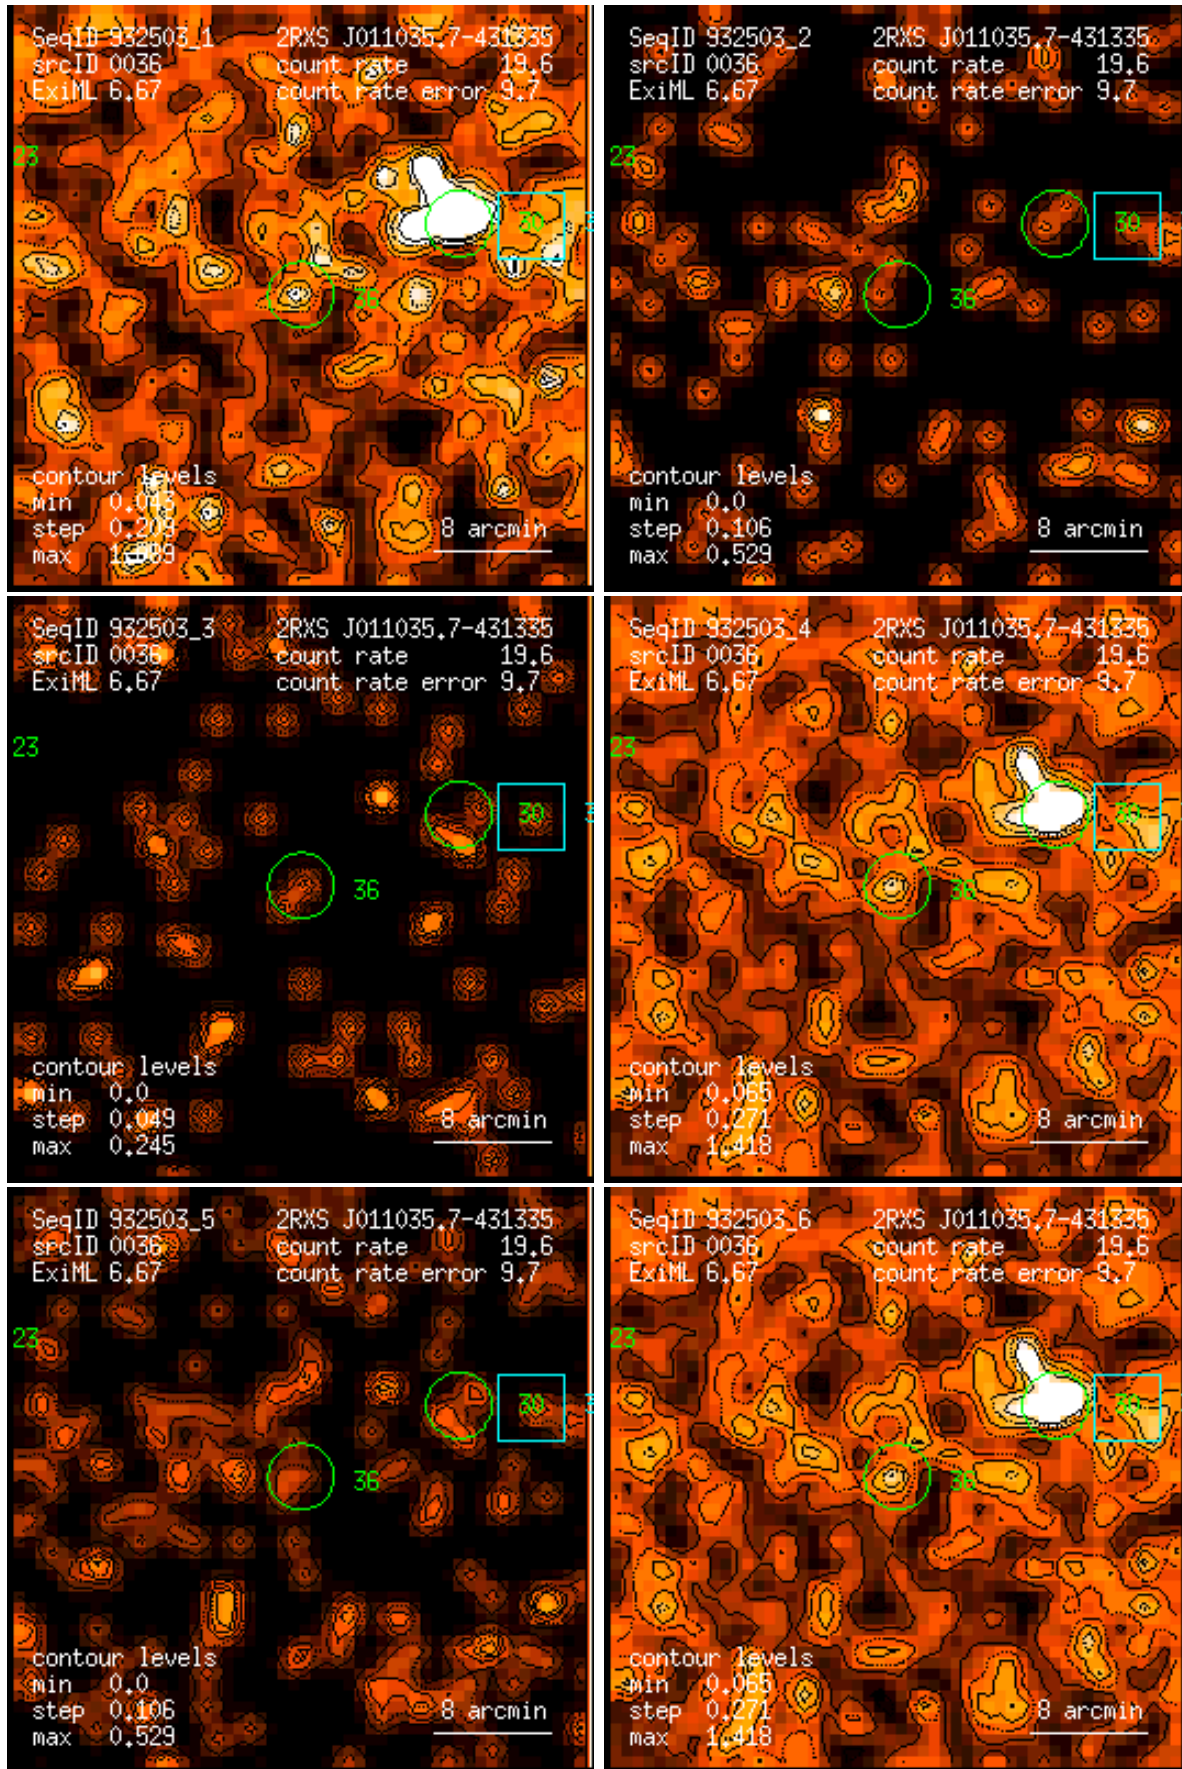 SeqID 932503_1 2RXS J011035.7-431335
srcID 0036 count rate 19.6
ExiML 6.67 count rate error 9.7
23
30
36
contour levels
min 0.043
step 0.209
max
8 arcmin
SeqID 932503_2 2RXS J011035.7-431335
srcID 0036 count rate 19.6
ExiML 6.67 count rate error 9.7
23
30
36
contour levels
min 0.0
step 0.106
max 0.529
8 arcmin
SeqID 932503_3 2RXS J011035.7-431335
srcID 0036 count rate 19.6
ExiML 6.67 count rate error 9.7
23
30
36
contour levels
min 0.0
step 0.049
max 0.245
8 arcmin
SeqID 932503_4 2RXS J011035.7-431335
srcID 0036 count rate 19.6
ExiML 6.67 count rate error 9.7
23
30
36
contour levels
min 0.065
step 0.271
max 1.418
8 arcmin
SeqID 932503_5 2RXS J011035.7-431335
srcID 0036 count rate 19.6
ExiML 6.67 count rate error 9.7
23
30
36
contour levels
min 0.0
step 0.106
max 0.529
8 arcmin
SeqID 932503_6 2RXS J011035.7-431335
srcID 0036 count rate 19.6
ExiML 6.67 count rate error 9.7
23
30
36
contour levels
min 0.065
step 0.271
max 1.418
8 arcmin